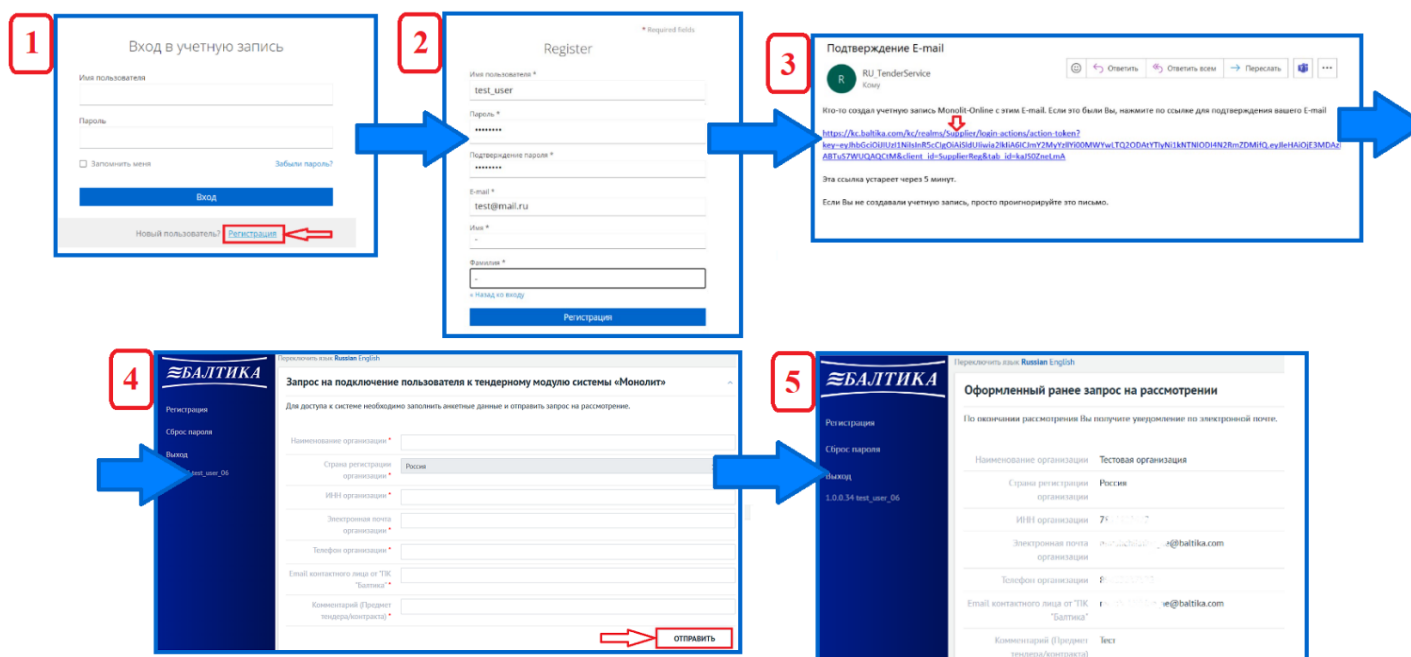 1
Вход в учетную запись
Имя пользователя
Пароль
Запомнить меня
Забыли пароль?
Вход
Новый пользователь? Регистрация
2
* Required fields
Register
Имя пользователя *
test_user
Пароль *
••••••••
Подтверждение пароля *
••••••••
E-mail *
test@mail.ru
Имя *
-
Фамилия *
-
« Назад ко входу
Регистрация
3
Подтверждение E-mail
R
RU_TenderService
Кому
Ответить
Ответить всем
Переслать
Кто-то создал учетную запись Monolit-Online с этим E-mail. Если это были Вы, нажмите по ссылке для подтверждения вашего E-mail
https://kc.baltika.com/kc/realms/Supplier/login-actions/action-token?
Эта ссылка устареет через 5 минут.
Если Вы не создавали учетную запись, просто проигнорируйте это письмо.
4
БАЛТИКА
Регистрация
Сброс пароля
Выход
test_user_06
Переключить язык Russian English
Запрос на подключение пользователя к тендерному модулю системы «Монолит»
Для доступа к системе необходимо заполнить анкетные данные и отправить запрос на рассмотрение.
Наименование организации *
Страна регистрации
организации *
Россия
ИНН организации *
Электронная почта
организации *
Телефон организации *
Email контактного лица от "ПК
"Балтика" *
Комментарий (Предмет
тендера/контракта) *
ОТПРАВИТЬ
5
БАЛТИКА
Регистрация
Сброс пароля
Выход
1.0.0.34 test_user_06
Переключить язык Russian English
Оформленный ранее запрос на рассмотрении
По окончании рассмотрения Вы получите уведомление по электронной почте.
Наименование организации Тестовая организация
Страна регистрации
организации
Россия
ИНН организации
Электронная почта
организации
@baltika.com
Телефон организации
Email контактного лица от "ПК
"Балтика"
@baltika.com
Комментарий (Предмет
тендера/контракта)
Тест